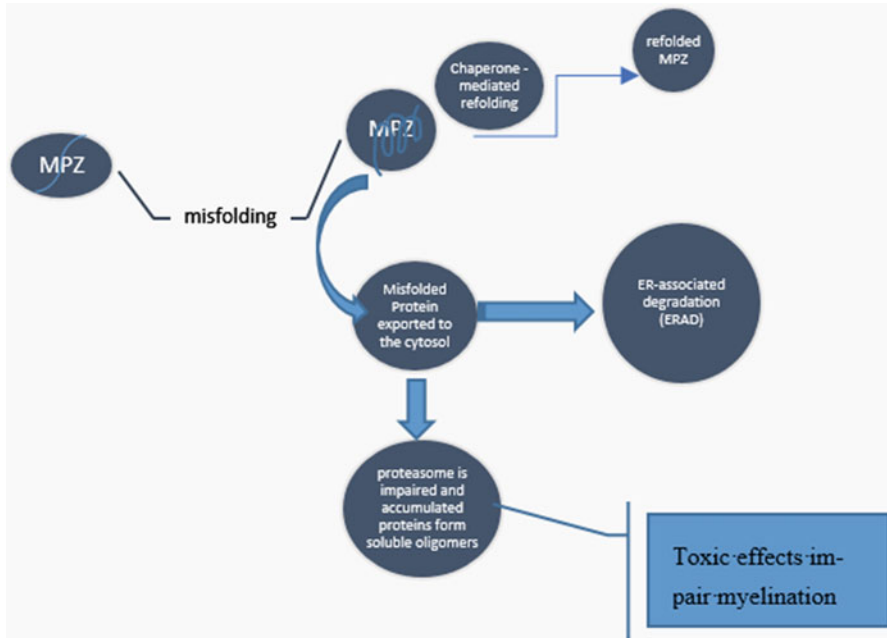 refolded
MPZ
Chaperone -
mediated
refolding
MPZ
MPZ
misfolding
Misfolded
Protein
exported to
the cytosol
ER-associated
degradation
(ERAD)
proteasome is
impaired and
accumulated
proteins form
soluble oligomers
Toxic·effects·im-
pair·myelination